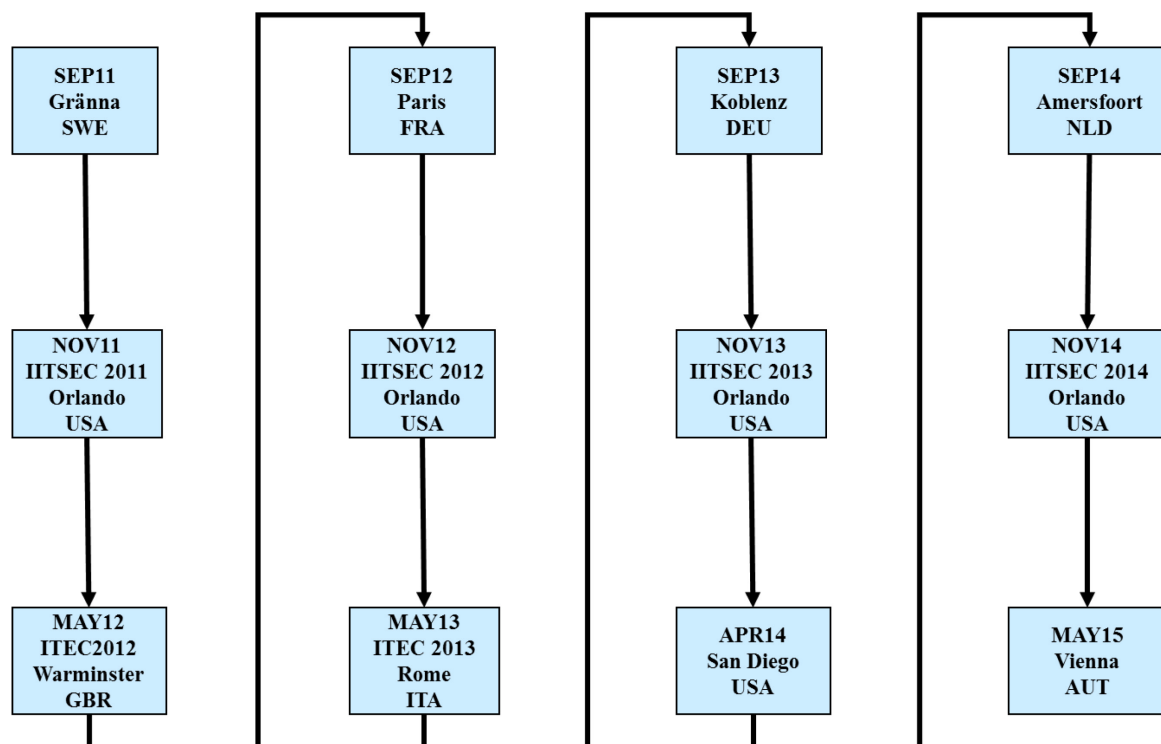 SEP11
Gränna
SWE
NOV11
IITSEC 2011
Orlando
USA
MAY12
ITEC2012
Warminster
GBR
SEP12
Paris
FRA
NOV12
IITSEC 2012
Orlando
USA
MAY13
ITEC 2013
Rome
ITA
SEP13
Koblenz
DEU
NOV13
IITSEC 2013
Orlando
USA
APR14
San Diego
USA
SEP14
Amersfoort
NLD
NOV14
IITSEC 2014
Orlando
USA
MAY15
Vienna
AUT